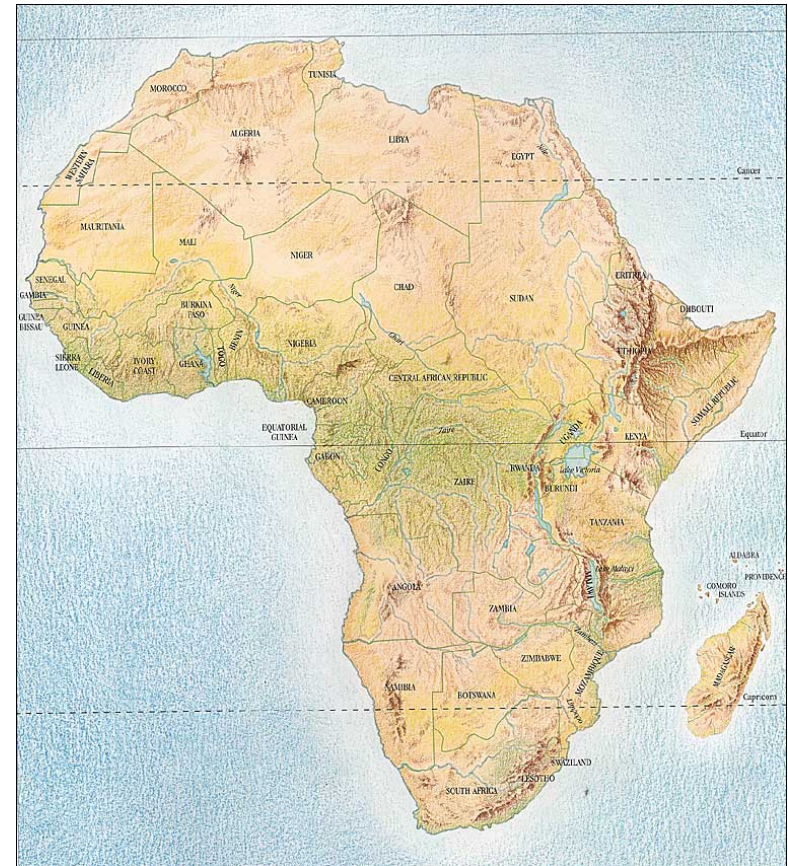 TUNISIA
MOROCCO
ALGERIA
LIBYA
EGYPT
Nile
WESTERN
SAHARA
Cancer
MAURITANIA
MALI
NIGER
CHAD
SUDAN
ERITREA
SENEGAL
GAMBIA
Niger
DJIBOUTI
BURKINA
FASO
GUINEA
BISSAU
GUINEA
BENIN
NIGERIA
Chari
ETHIOPIA
SIERRA
LEONE
IVORY
COAST
GHANA
TOGO
LIBERIA
CENTRAL AFRICAN REPUBLIC
SOMALI REPUBLIC
CAMEROON
EQUATORIAL
GUINEA
Zaire
UGANDA
KENYA
Equator
GABON
CONGO
RWANDA
Lake Victoria
ZAIRE
BURUNDI
TANZANIA
ALDABRA
PROVIDENCE
Lake Malawi
MALAWI
COMORO
ISLANDS
ANGOLA
ZAMBIA
Zambezi
ZIMBABWE
MOZAMBIQUE
MADAGASCAR
NAMIBIA
BOTSWANA
Capricorn
SWAZILAND
LESOTHO
SOUTH AFRICA